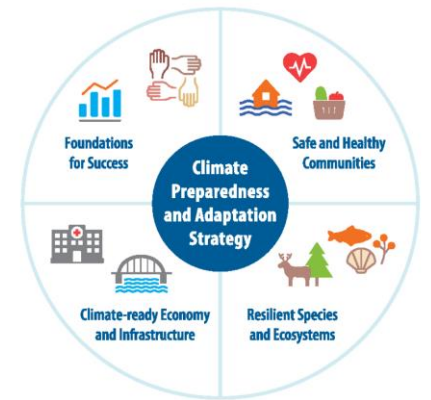 Foundations
for Success
Safe and Healthy
Communities
Climate
Preparedness
and Adaptation
Strategy
Climate-ready Economy
and Infrastructure
Resilient Species
and Ecosystems